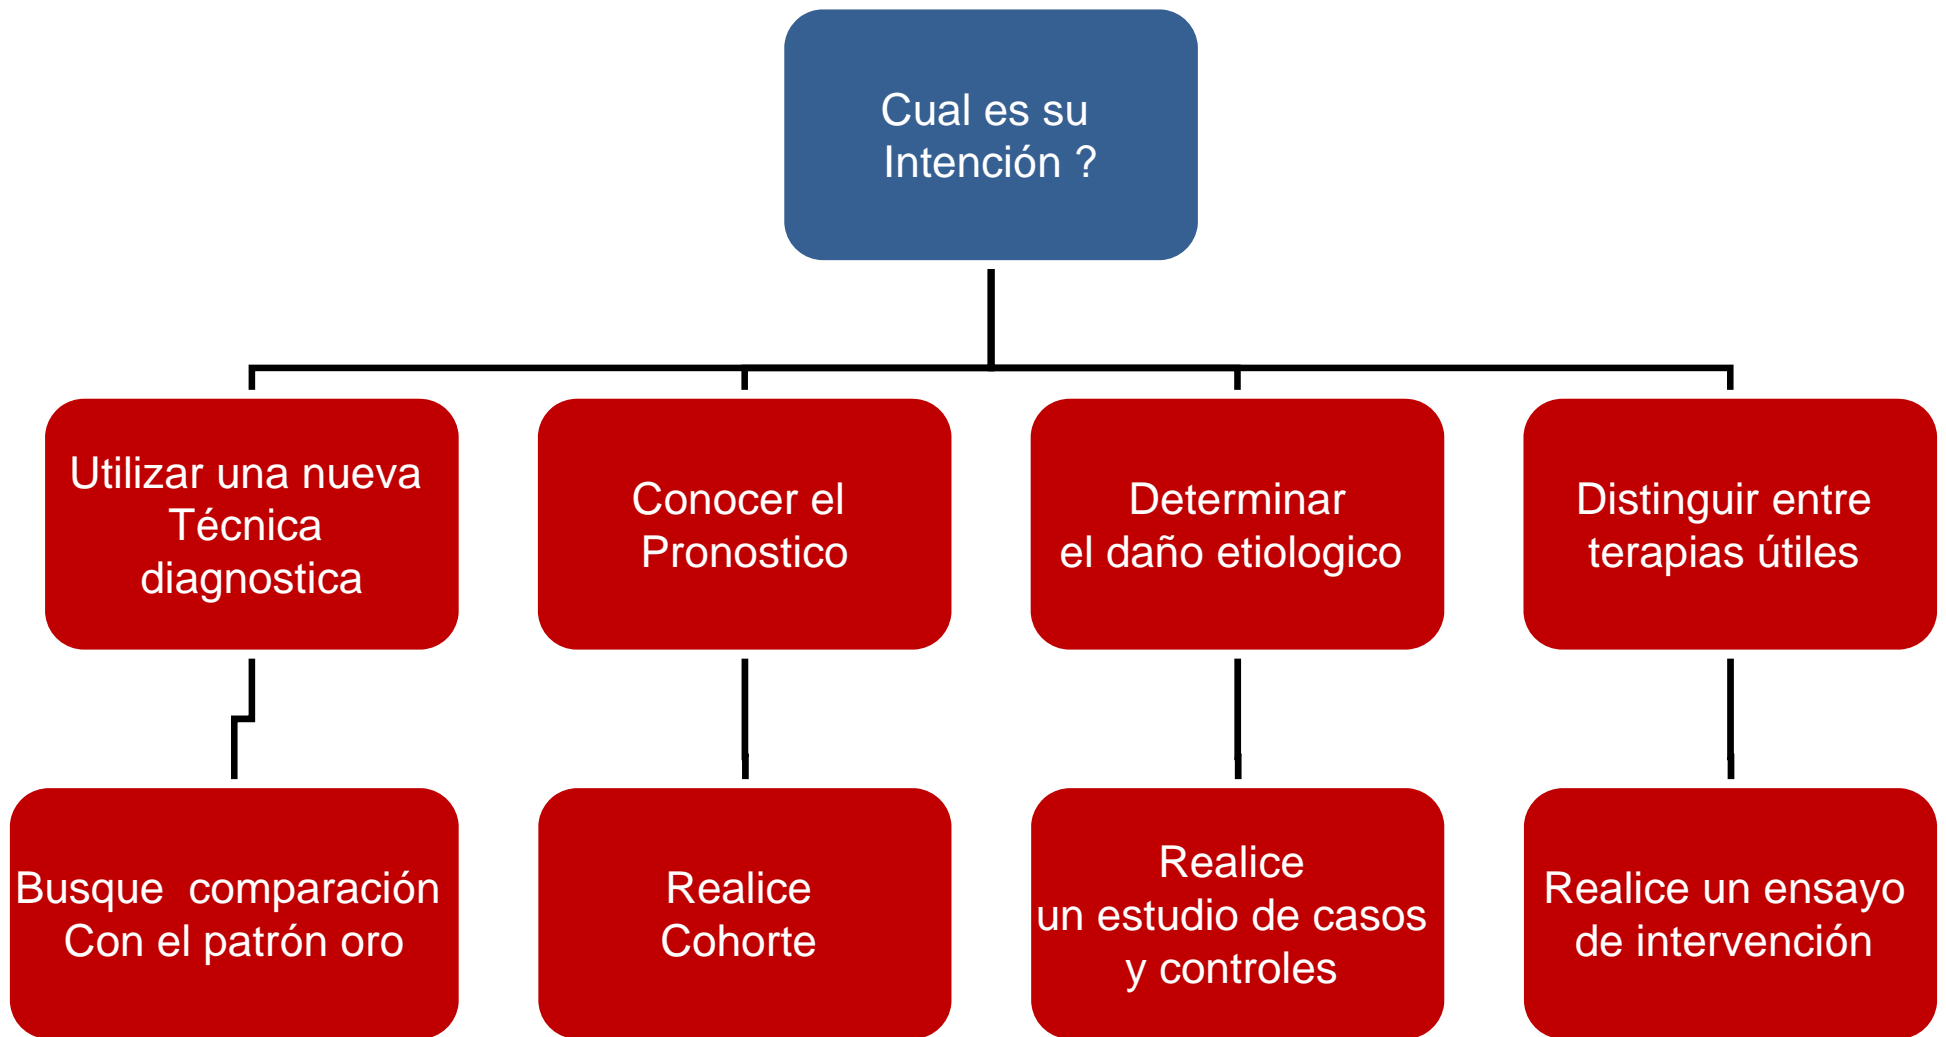 Cual es su
Intención ?
Utilizar una nueva
Técnica
diagnostica
Conocer el
Pronostico
Determinar
el daño etiologico
Distinguir entre
terapias útiles
Busque comparación
Con el patrón oro
Realice
Cohorte
Realice
un estudio de casos
y controles
Realice un ensayo
de intervención